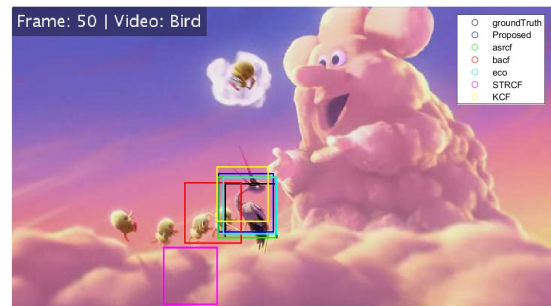 Frame: 50 | Video: Bird
groundTruth
Proposed
asrcf
bacf
eco
STRCF
KCF